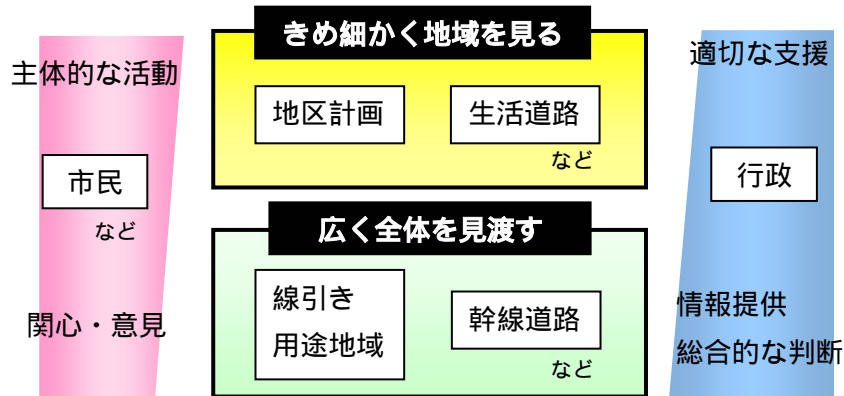 きめ細かく地域を見る
主体的な活動
適切な支援
地区計画
生活道路
など
市民
など
行政
広く全体を見渡す
線引き
用途地域
幹線道路
など
関心・意見
情報提供
総合的な判断